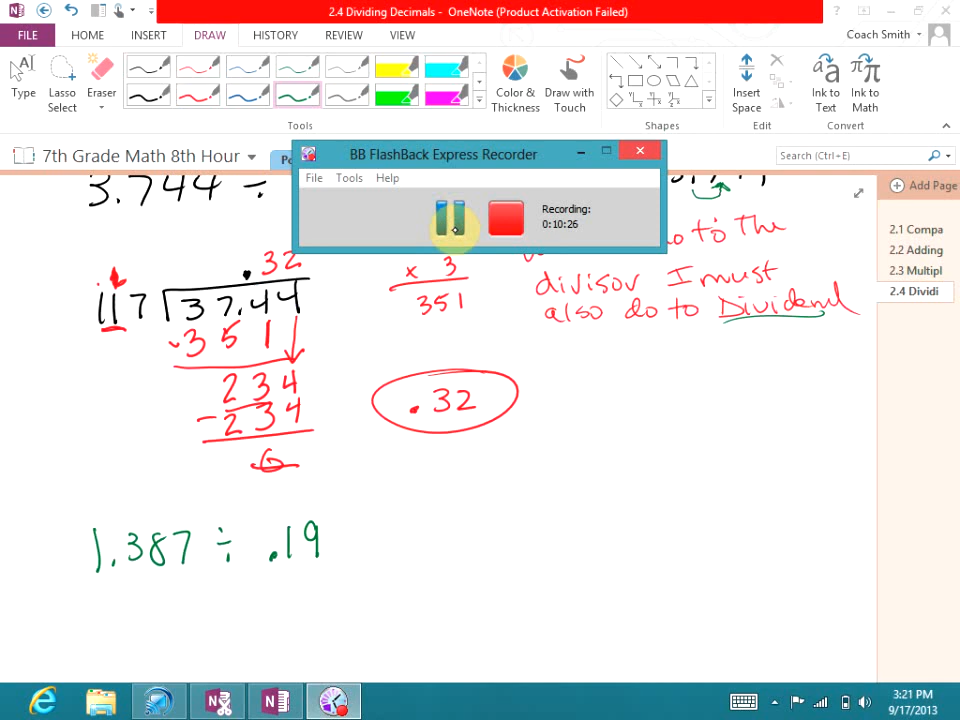 2.4 Dividing Decimals - OneNote (Product Activation Failed)
FILE HOME INSERT DRAW HISTORY REVIEW VIEW Coach Smith
Type Lasso Select Eraser Color & Thickness Draw with Touch Insert Space Ink to Text Ink to Math
Tools Shapes Edit Convert
7th Grade Math 8th Hour Search (Ctrl+E)
BB FlashBack Express Recorder
File Tools Help
Recording:
0:10:26
Add Page
2.1 Compa
2.2 Adding
2.3 Multipl
2.4 Dividi
3.744 ÷
to the
divisor I must
also do to Dividend
.32
117 37.44
x 3
351
351
234
-234
0
.32
1.387 ÷ .19
3:21 PM
9/17/2013